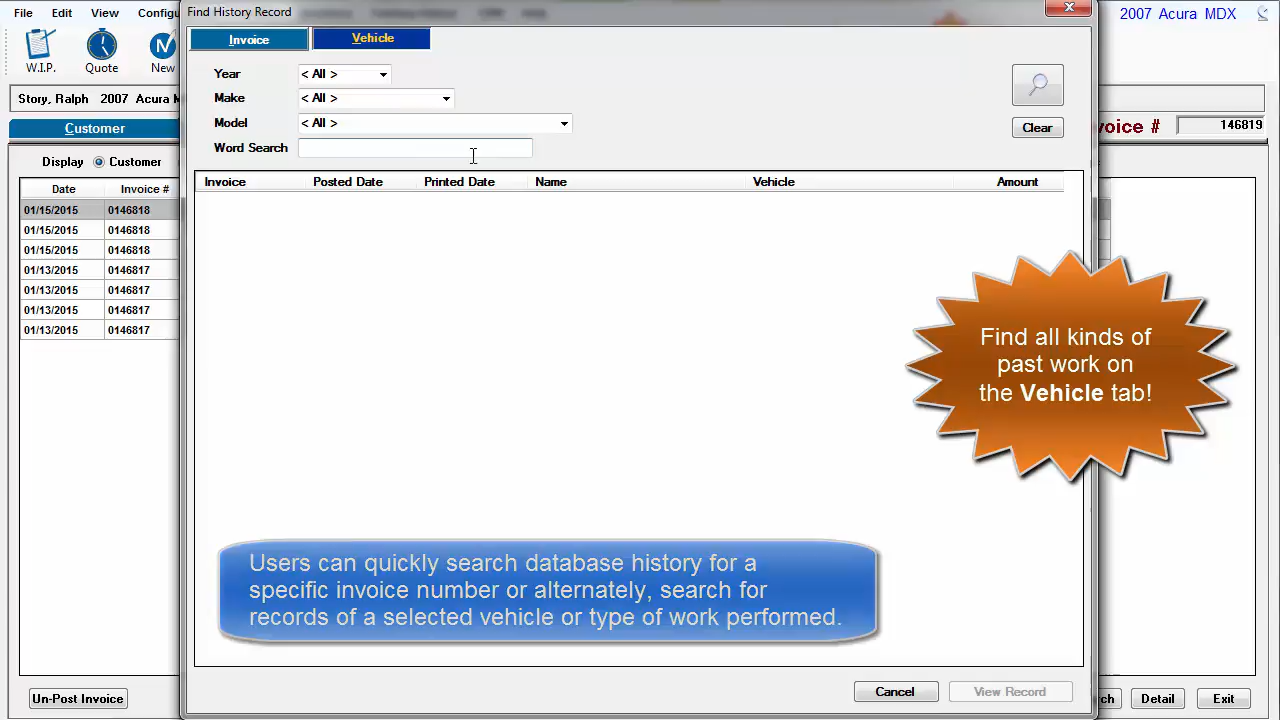 Find History Record
File Edit View Configu
2007 Acura MDX
W.I.P. Quote New
Invoice Vehicle
Year < All >
Make < All >
Model < All >
Word Search
Clear
Story, Ralph 2007 Acura M
voice # 146819
Customer
Display Customer
Date Invoice #
01/15/2015 0146818
01/15/2015 0146818
01/15/2015 0146818
01/13/2015 0146817
01/13/2015 0146817
01/13/2015 0146817
01/13/2015 0146817
Invoice Posted Date Printed Date Name Vehicle Amount
Find all kinds of
past work on
the Vehicle tab!
Users can quickly search database history for a
specific invoice number or alternately, search for
records of a selected vehicle or type of work performed.
Cancel View Record
Un-Post Invoice ch Detail Exit